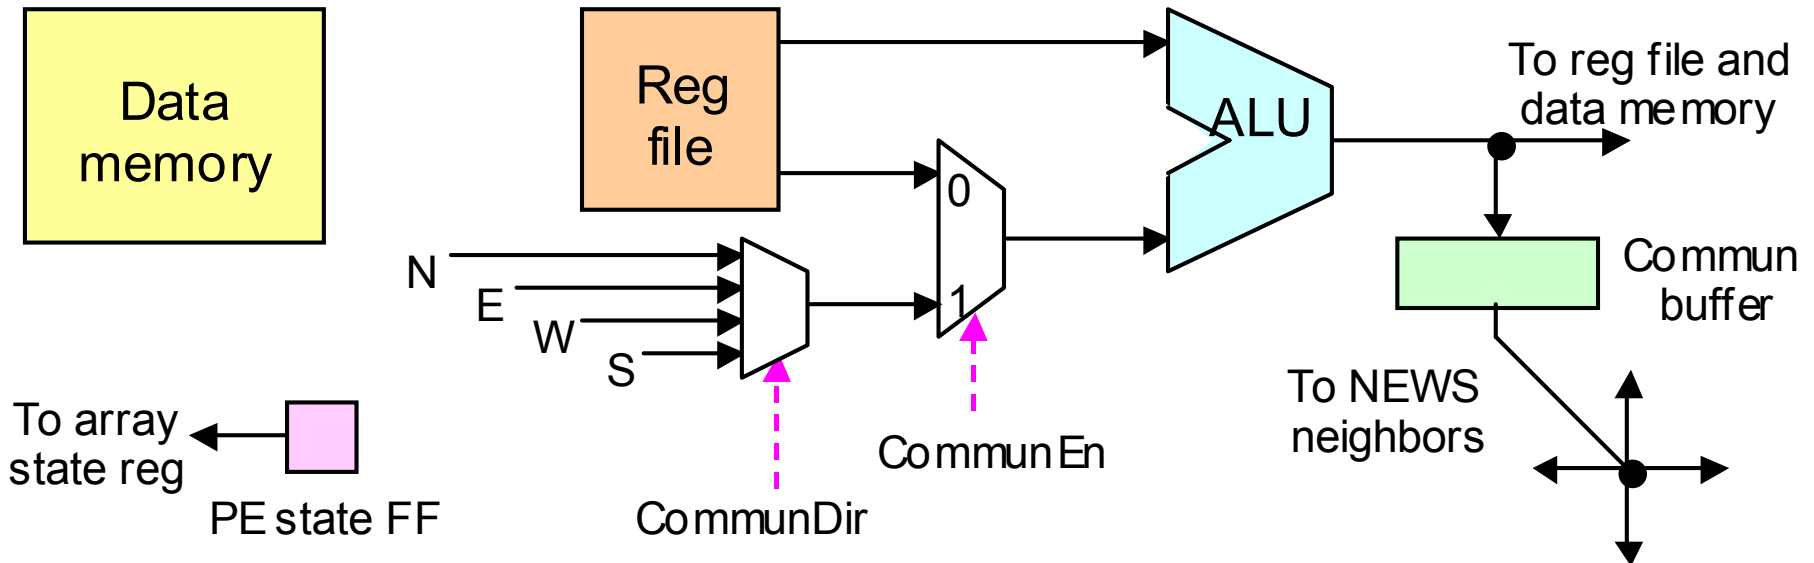 Data
memory
Reg
file
ALU
To reg file and
data memory
0
1
N
E
W
S
Commun
buffer
To NEWS
neighbors
To array
state reg
PE state FF
CommunEn
CommunDir